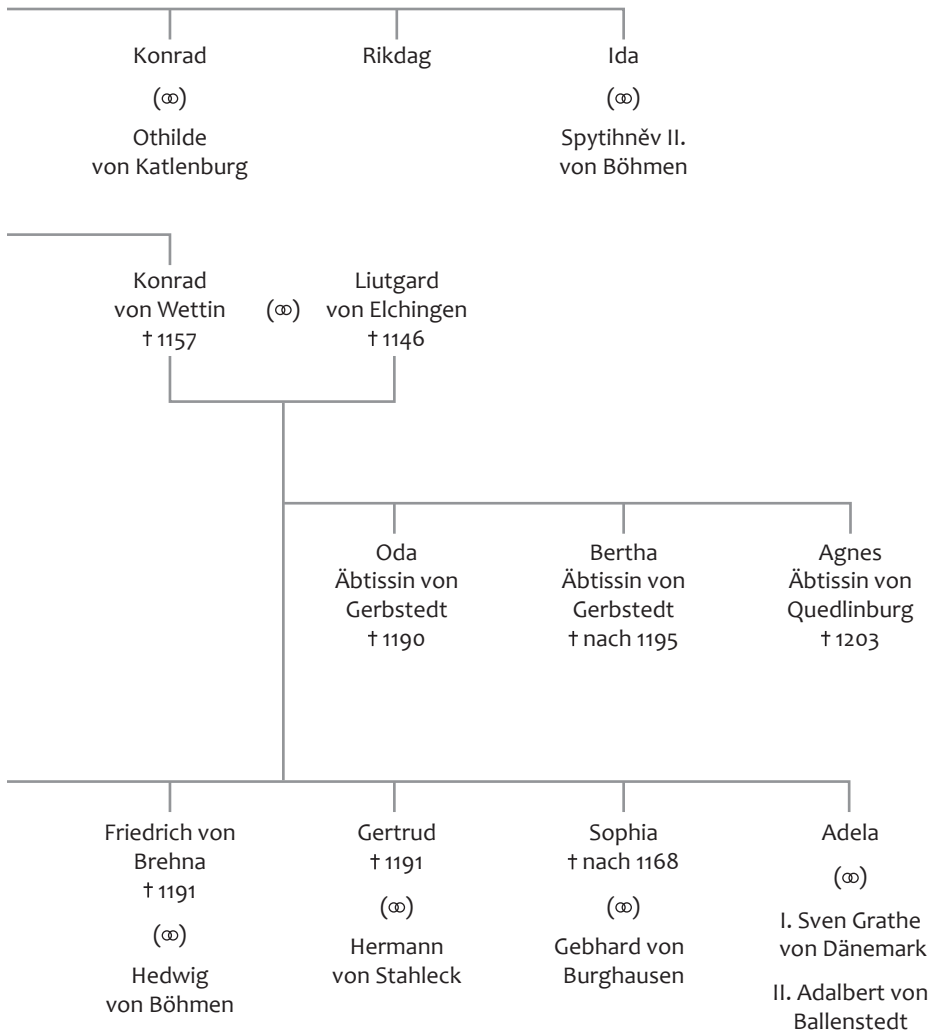 Konrad
Rikdag
Ida
(⚭)
(⚭)
Othilde
von Katlenburg
Spytihněv II.
von Böhmen
Konrad
von Wettin
† 1157
(⚭)
Liutgard
von Elchingen
† 1146
Oda
Äbtissin von
Gerbstedt
† 1190
Bertha
Äbtissin von
Gerbstedt
† nach 1195
Agnes
Äbtissin von
Quedlinburg
† 1203
Friedrich von
Brehna
† 1191
(⚭)
Hedwig
von Böhmen
Gertrud
† 1191
(⚭)
Hermann
von Stahleck
Sophia
† nach 1168
(⚭)
Gebhard von
Burghausen
Adela
(⚭)
I. Sven Grathe
von Dänemark
II. Adalbert von
Ballenstedt